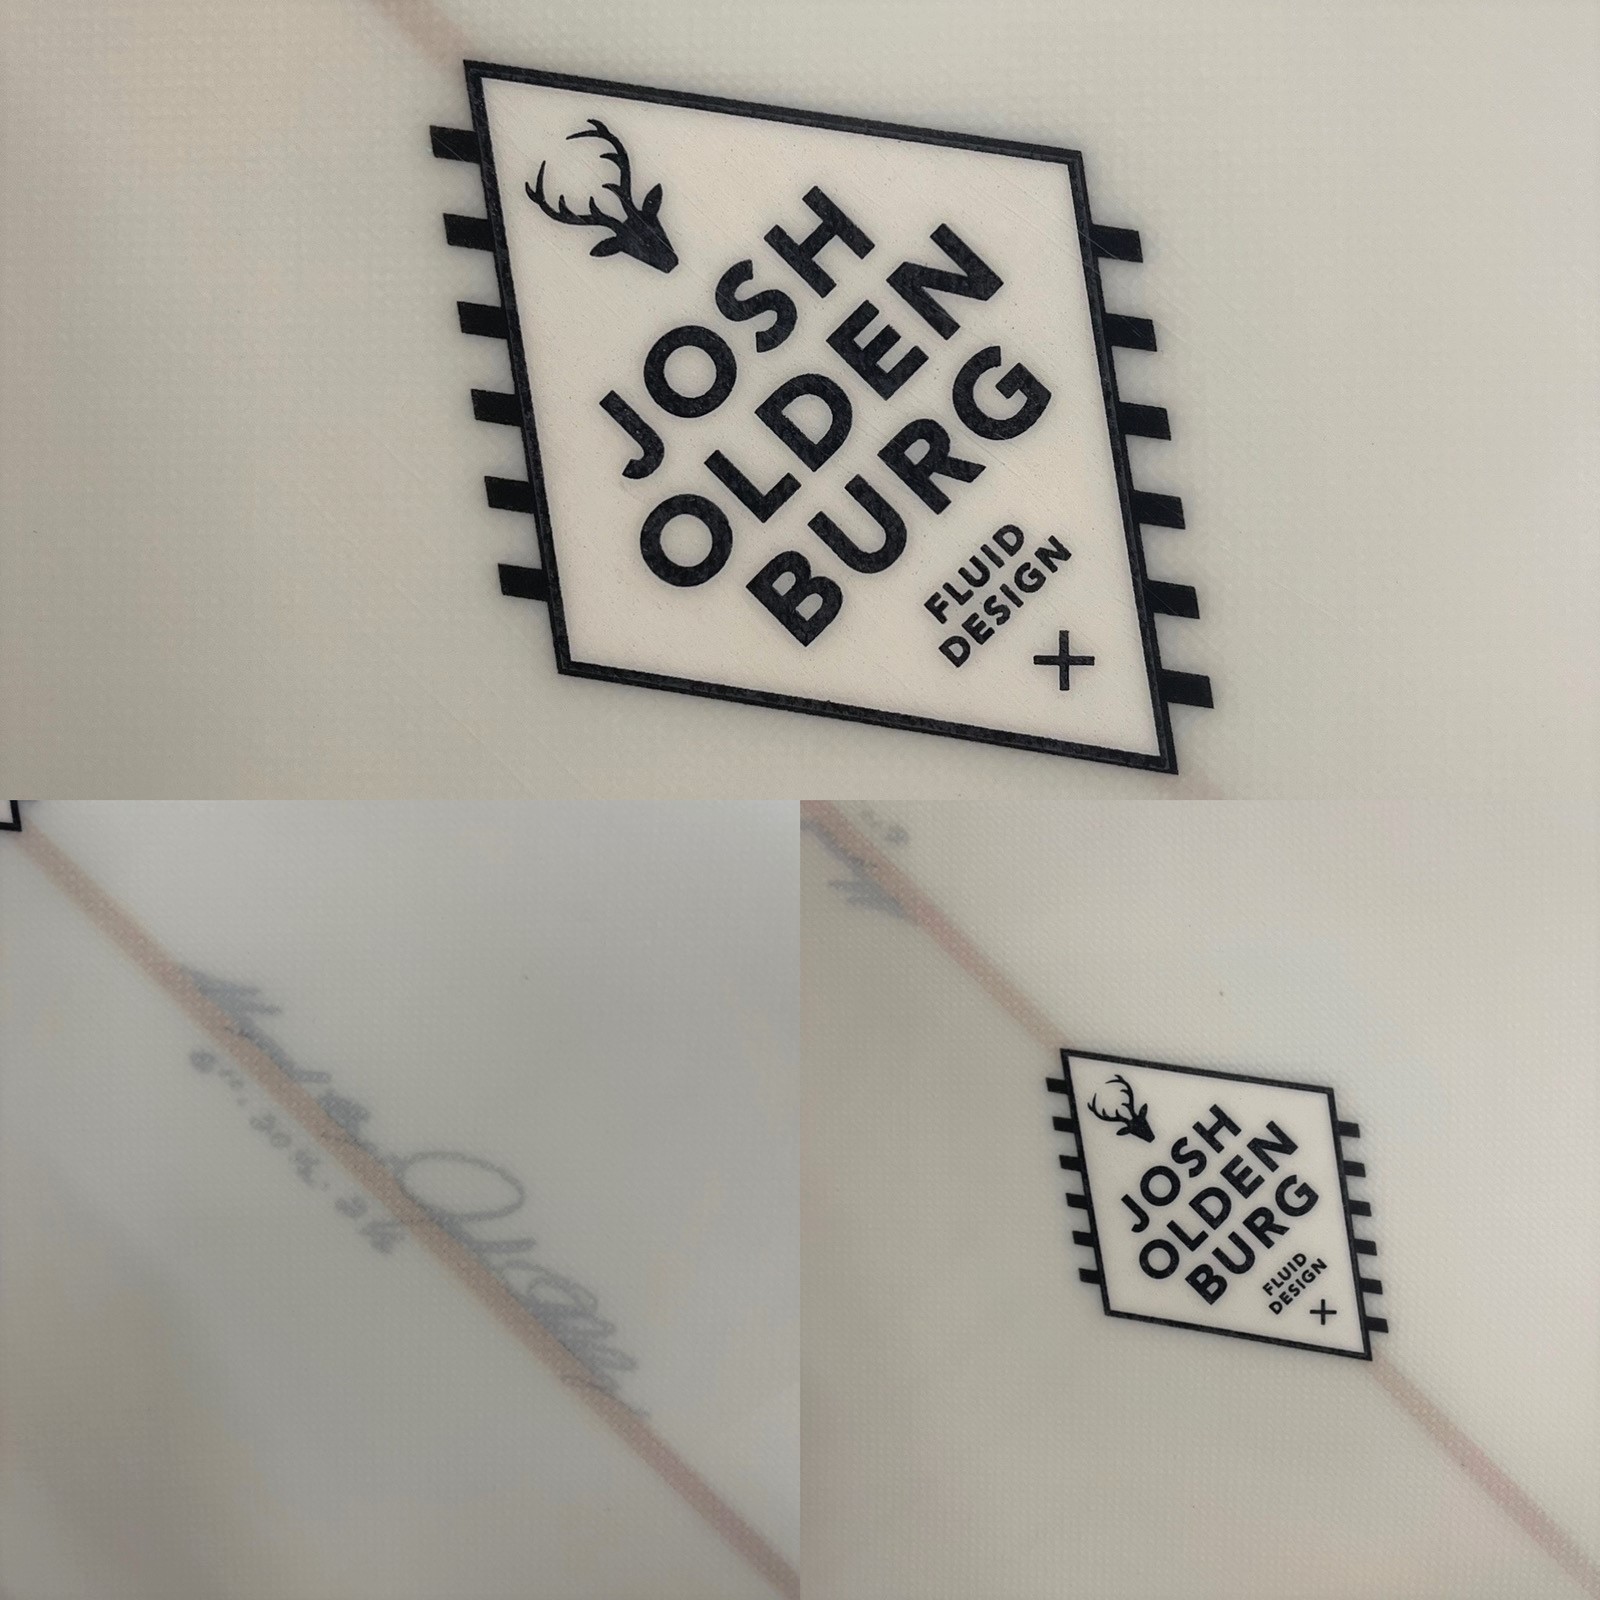 JOSH
OLDEN
BURG
FLUID
DESIGN
JOSH
OLDEN
BURG
FLUID
DESIGN